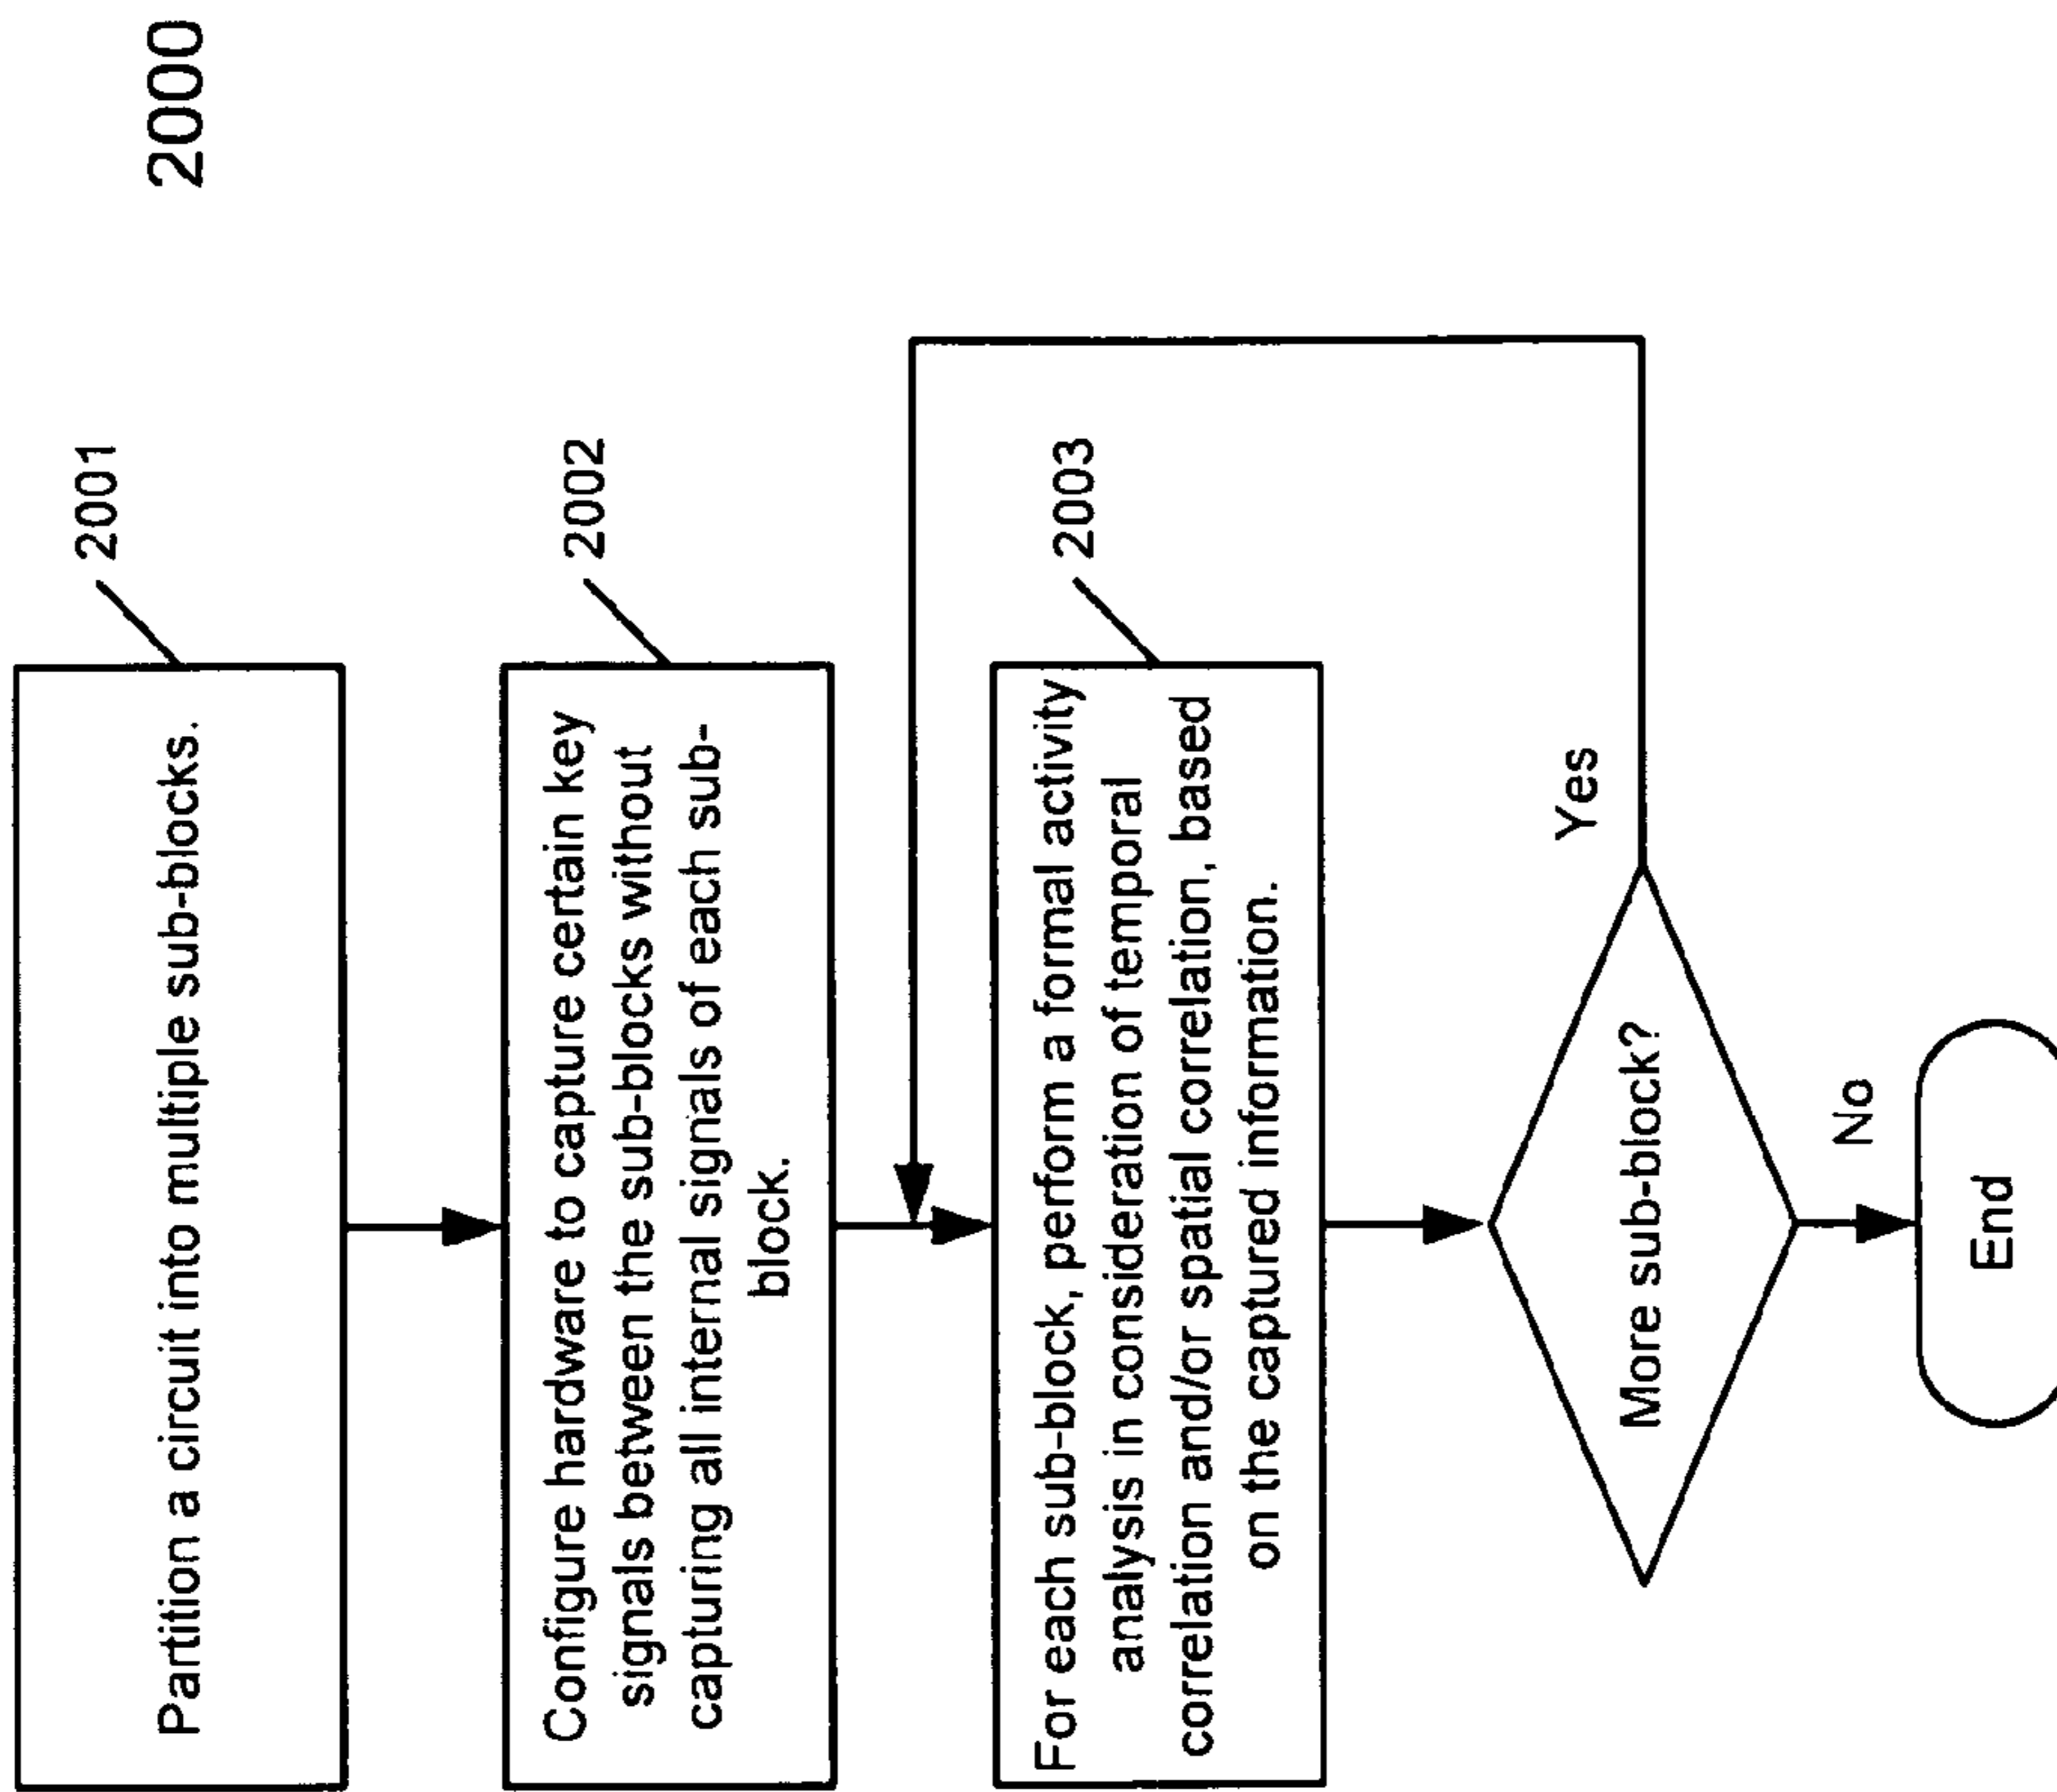 2000
2001
Partition a circuit into multiple sub-blocks.
2002
Configure hardware to capture certain key
signals between the sub-blocks without
capturing all internal signals of each sub-
block.
2003
For each sub-block, perform a formal activity
analysis in consideration of temporal
correlation and/or spatial correlation, based
on the captured information.
More sub-block?
Yes
No
End